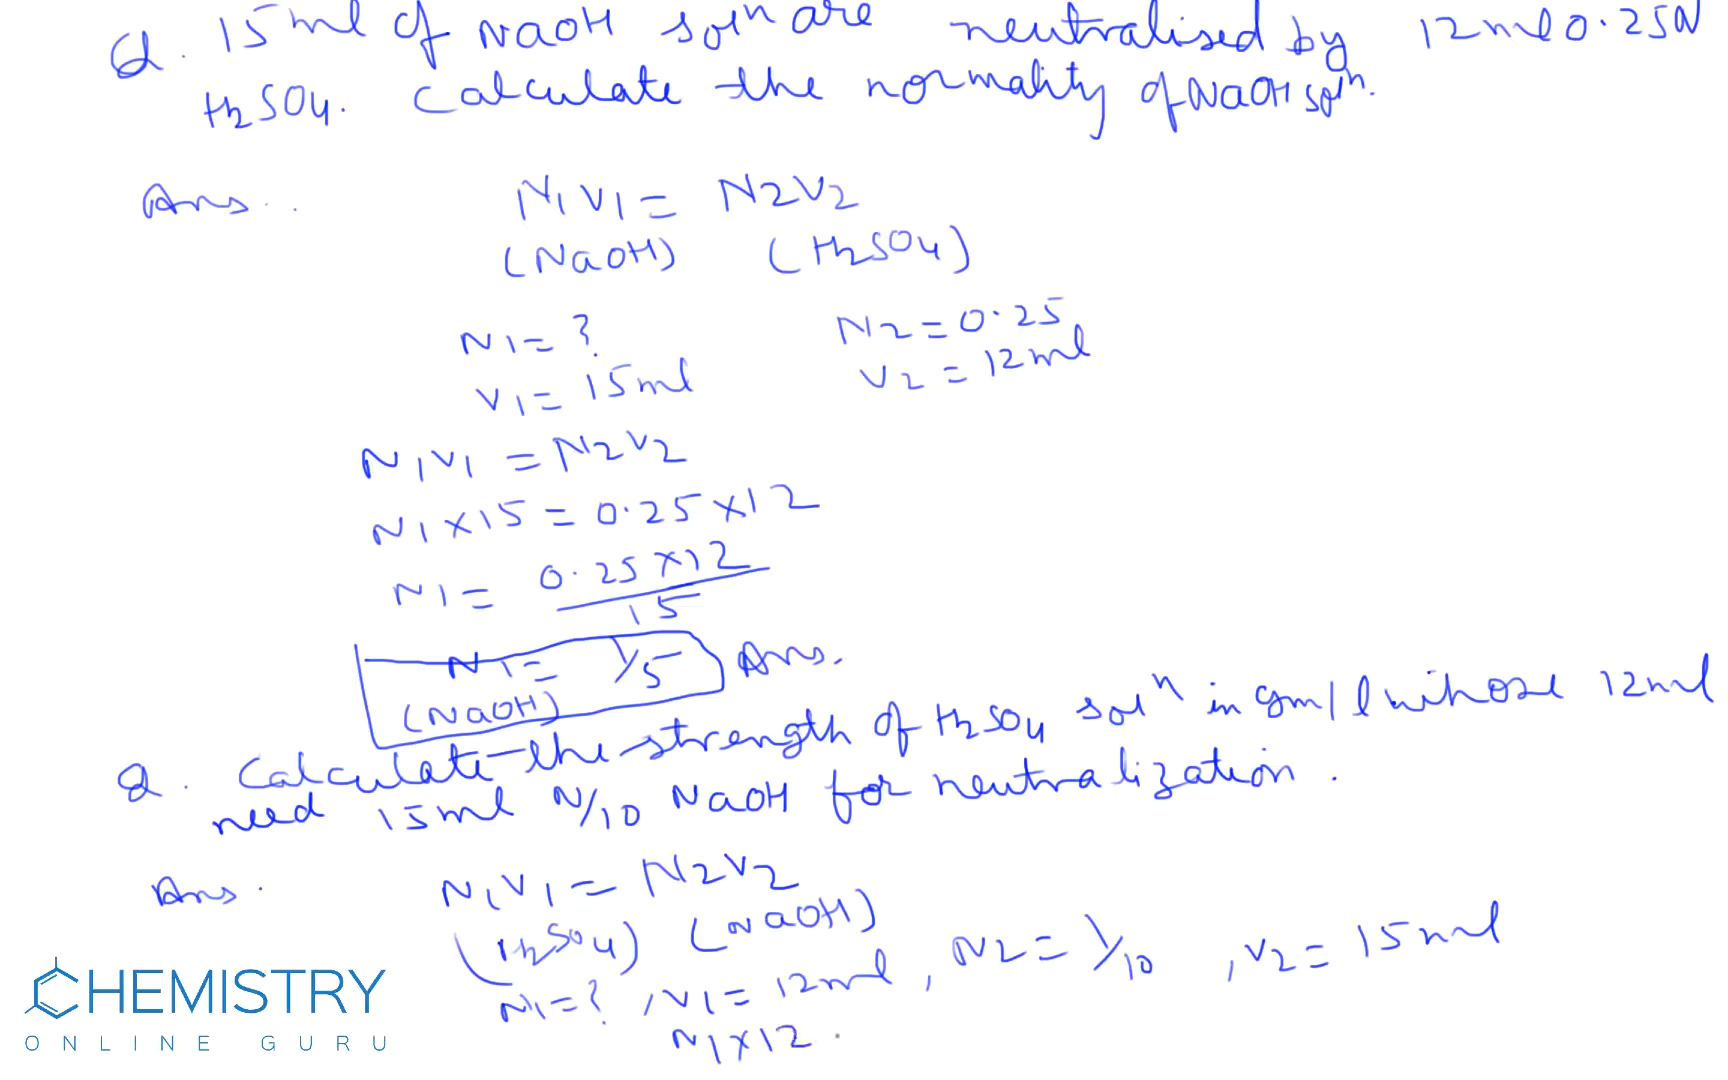 Q. 15 ml of NaOH solⁿ are neutralised by 12ml 0.25N
H2SO4. Calculate the normality of NaOH solⁿ.
Ans..
N1V1 = N2V2
(NaOH) (H2SO4)
N1 = ? N2 = 0.25
V1 = 15ml V2 = 12ml
N1V1 = N2V2
N1 x 15 = 0.25 x 12
N1 = 0.25 x 12
15
N1 = 1/5 Ans.
(NaOH)
Q. Calculate the strength of H2SO4 solⁿ in gm/l whose 12ml
need 15ml N/10 NaOH for neutralization.
Ans.
N1V1 = N2V2
(H2SO4) (NaOH)
N1 = ?, V1 = 12ml, N2 = 1/10, V2 = 15ml
N1 x 12.
CHEMISTRY
ONLINE GURU